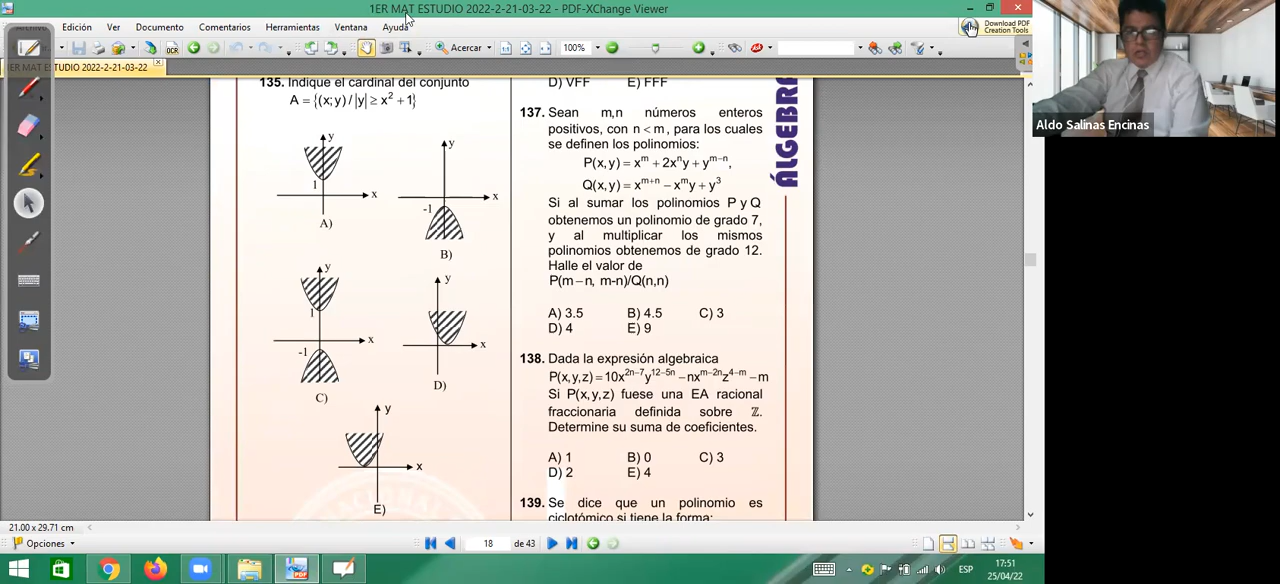 1ER MAT ESTUDIO 2022-2-21-03-22 - PDF-XChange Viewer
Edición Ver Documento Comentarios Herramientas Ventana Ayuda
Download PDF
Creation Tools
OCR
Acercar
100%
ER MAT ESTUDIO 2022-2-21-03-22
Aldo Salinas Encinas
135. Indique el cardinal del conjunto
A = {(x;y) / |y| ≥ x² + 1}
y
1
x
A)
y
x
-1
B)
y
1
x
-1
C)
y
x
D)
y
x
E)
D) VFF E) FFF
137. Sean m,n números enteros
positivos, con n < m, para los cuales
se definen los polinomios:
P(x,y) = x^m + 2x^n y + y^(m−n),
Q(x,y) = x^(m+n) − x^m y + y³
Si al sumar los polinomios P y Q
obtenemos un polinomio de grado 7,
y al multiplicar los mismos
polinomios obtenemos de grado 12.
Halle el valor de
P(m – n, m-n)/Q(n,n)
A) 3.5 B) 4.5 C) 3
D) 4 E) 9
138. Dada la expresión algebraica
P(x,y,z) = 10x^(2n−7) y^(12−5n) − nx^(m−2n) z^(4−m) − m
Si P(x,y,z) fuese una EA racional
fraccionaria definida sobre ℤ.
Determine su suma de coeficientes.
A) 1 B) 0 C) 3
D) 2 E) 4
139. Se dice que un polinomio es
ciclotómico si tiene la forma:
ÁLGEBRA
21.00 x 29.71 cm
Opciones
18 de 43
ESP
17:51
25/04/22